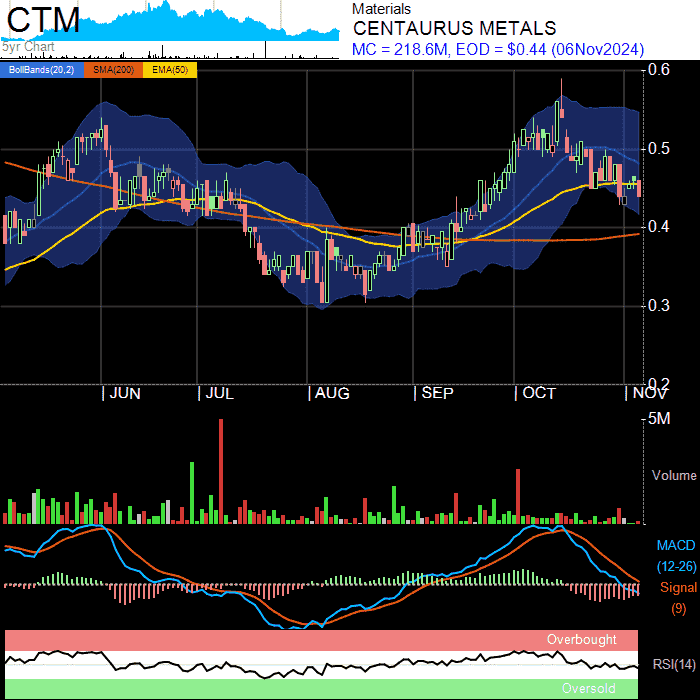 CTM
5yr Chart
Materials
CENTAURUS METALS
MC = 218.6M, EOD = $0.44 (06Nov2024)
BollBands(20,2) SMA(200) EMA(50)
0.6
0.5
0.4
0.3
0.2
JUN JUL AUG SEP OCT NOV
5M
Volume
MACD
(12-26)
Signal
(9)
Overbought
RSI(14)
Oversold